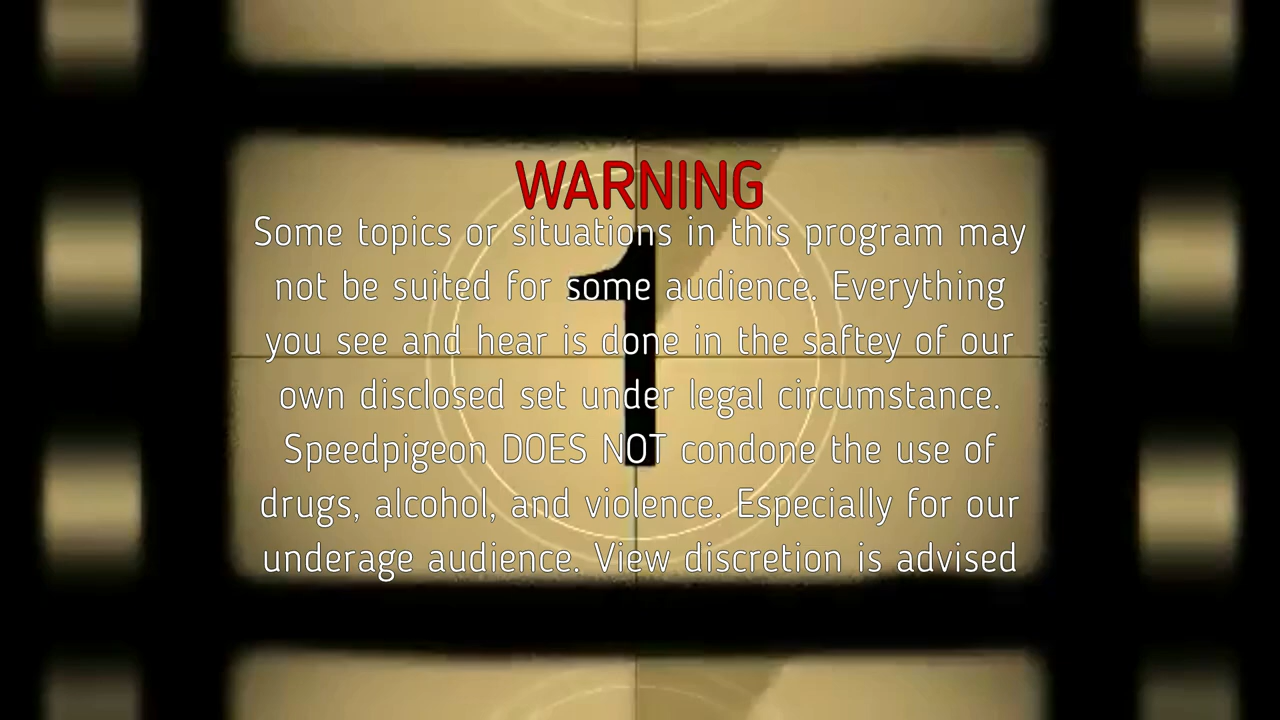 WARNING
Some topics or situations in this program may
not be suited for some audience. Everything
you see and hear is done in the saftey of our
own disclosed set under legal circumstance.
Speedpigeon DOES NOT condone the use of
drugs, alcohol, and violence. Especially for our
underage audience. View discretion is advised
1